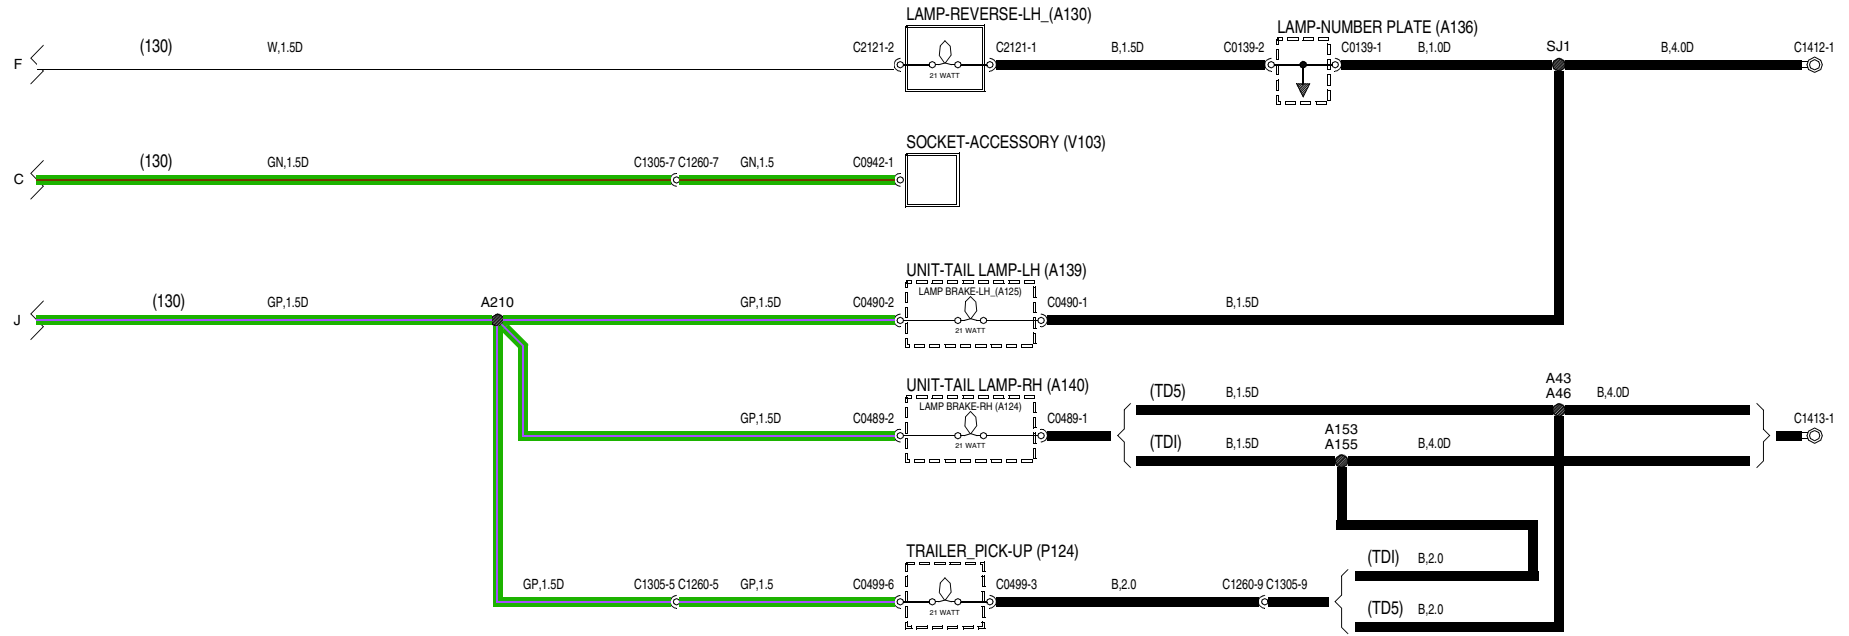 LAMP-REVERSE-LH_(A130)
LAMP-NUMBER PLATE (A136)
F (130) W,1.5D C2121-2 C2121-1 B,1.5D C0139-2 C0139-1 B,1.0D SJ1 B,4.0D C1412-1
21 WATT
SOCKET-ACCESSORY (V103)
C (130) GN,1.5D C1305-7 C1260-7 GN,1.5 C0942-1
UNIT-TAIL LAMP-LH (A139)
LAMP BRAKE-LH_(A125)
J (130) GP,1.5D A210 GP,1.5D C0490-2 C0490-1 B,1.5D
21 WATT
UNIT-TAIL LAMP-RH (A140)
LAMP BRAKE-RH (A124)
(TD5) B,1.5D A43 A46 B,4.0D
GP,1.5D C0489-2 C0489-1 C1413-1
21 WATT
(TDI) B,1.5D A153 A155 B,4.0D
TRAILER_PICK-UP (P124)
(TDI) B,2.0
GP,1.5D C1305-5 C1260-5 GP,1.5 C0499-6 C0499-3 B,2.0 C1260-9 C1305-9
21 WATT
(TD5) B,2.0